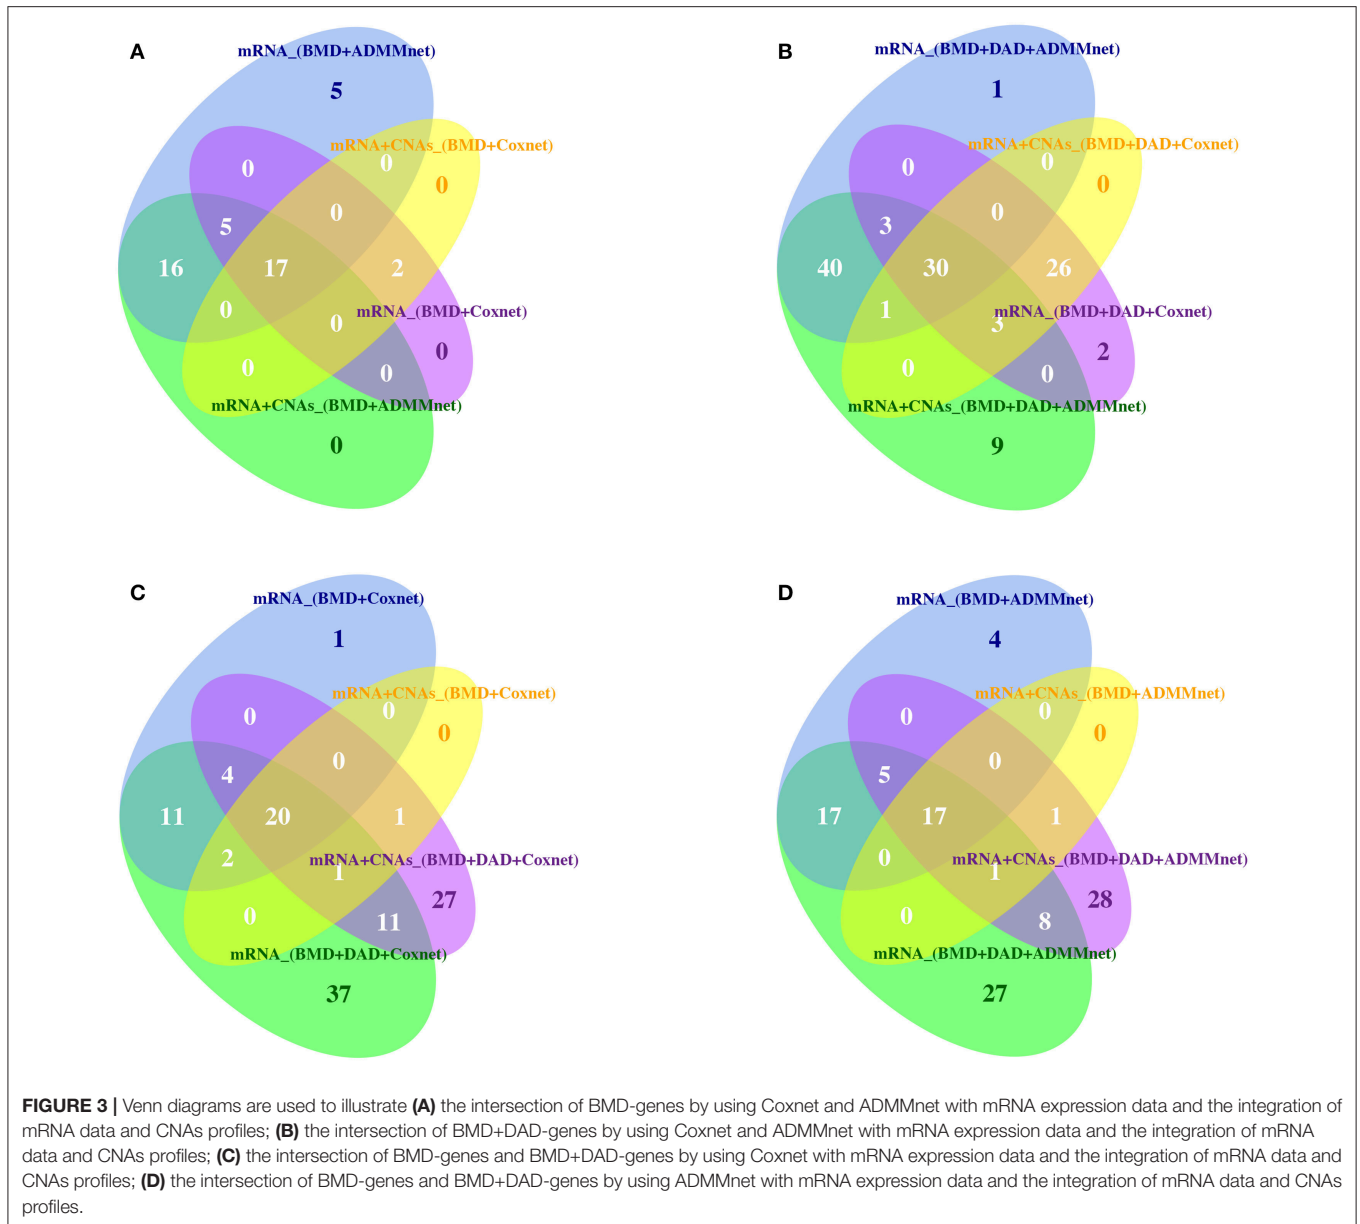 A
mRNA_(BMD+ADMMnet)
5
mRNA+CNAs_(BMD+Coxnet)
0
0
0
0
5
16
17
2
0
0
mRNA_(BMD+Coxnet)
0
0
0
mRNA+CNAs_(BMD+ADMMnet)
0
B
mRNA_(BMD+DAD+ADMMnet)
1
mRNA+CNAs_(BMD+DAD+Coxnet)
0
0
0
0
3
40
30
26
1
3
mRNA_(BMD+DAD+Coxnet)
2
0
0
mRNA+CNAs_(BMD+DAD+ADMMnet)
9
C
mRNA_(BMD+Coxnet)
1
mRNA+CNAs_(BMD+Coxnet)
0
0
0
0
4
11
20
1
2
mRNA+CNAs_(BMD+DAD+Coxnet)
1
27
0
11
mRNA_(BMD+DAD+Coxnet)
37
D
mRNA_(BMD+ADMMnet)
4
mRNA+CNAs_(BMD+ADMMnet)
0
0
0
0
5
17
17
1
0
mRNA+CNAs_(BMD+DAD+ADMMnet)
1
28
0
8
mRNA_(BMD+DAD+ADMMnet)
27
FIGURE 3 | Venn diagrams are used to illustrate (A) the intersection of BMD-genes by using Coxnet and ADMMnet with mRNA expression data and the integration of
mRNA data and CNAs profiles; (B) the intersection of BMD+DAD-genes by using Coxnet and ADMMnet with mRNA expression data and the integration of mRNA
data and CNAs profiles; (C) the intersection of BMD-genes and BMD+DAD-genes by using Coxnet with mRNA expression data and the integration of mRNA data and
CNAs profiles; (D) the intersection of BMD-genes and BMD+DAD-genes by using ADMMnet with mRNA expression data and the integration of mRNA data and CNAs
profiles.